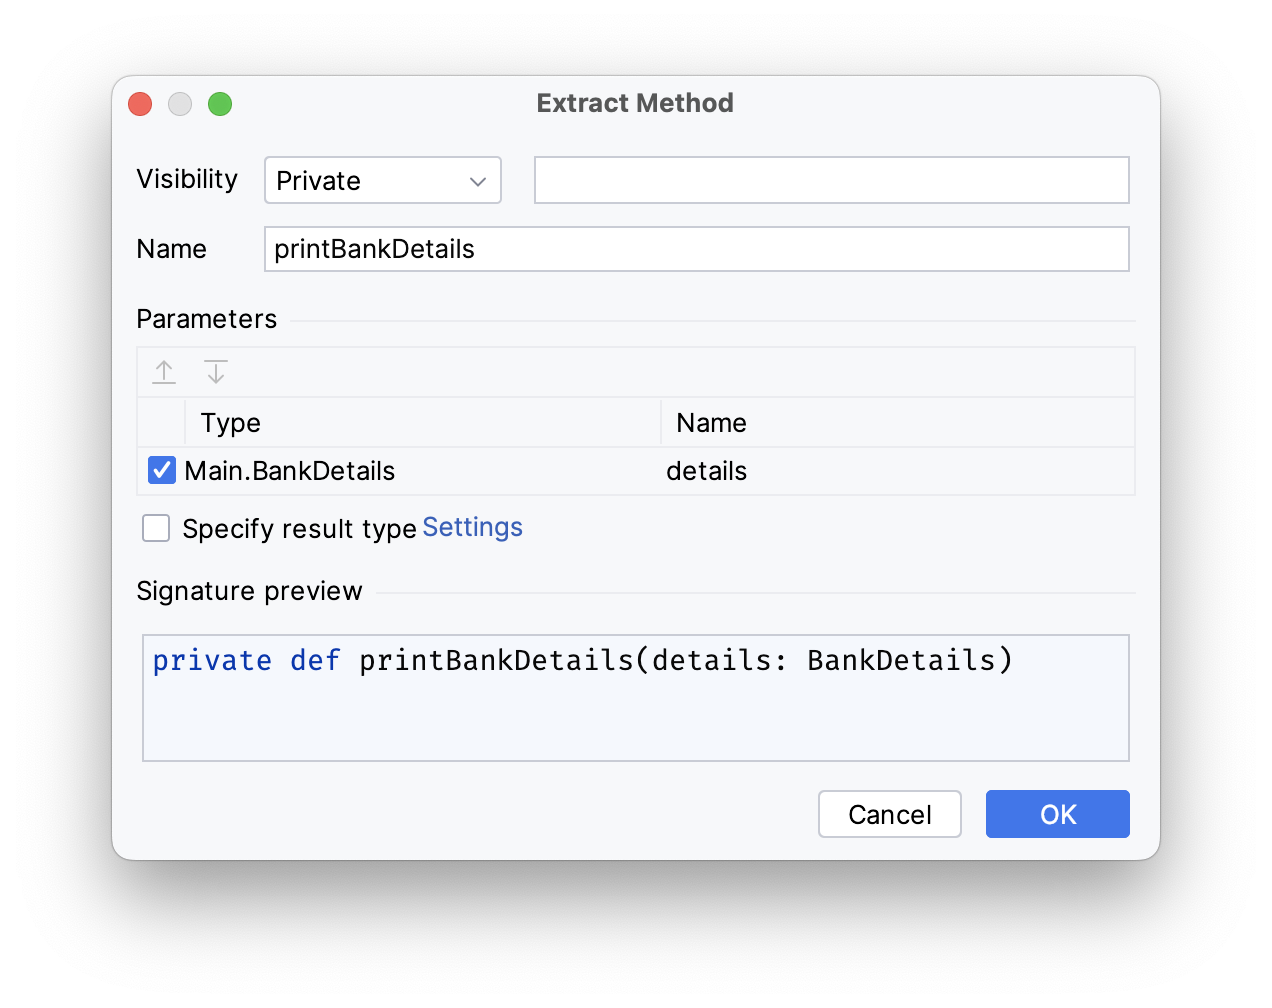 Extract Method
Visibility Private
Name printBankDetails
Parameters
Type Name
Main.BankDetails details
Specify result type Settings
Signature preview
private def printBankDetails(details: BankDetails)
Cancel OK